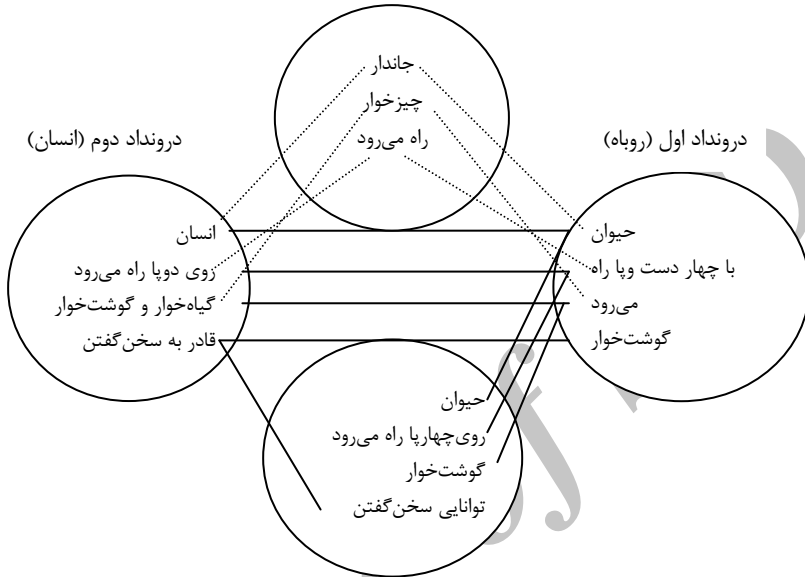 جاندار
چیزخوار
راه می‌رود
درونداد اول (روباه)
حیوان
با چهار دست وپا راه
می‌رود
گوشت‌خوار
درونداد دوم (انسان)
انسان
روی دوپا راه می‌رود
گیاه‌خوار و گوشت‌خوار
قادر به سخن‌گفتن
حیوان
روی‌چهارپا راه می‌رود
گوشت‌خوار
توانایی سخن‌گفتن